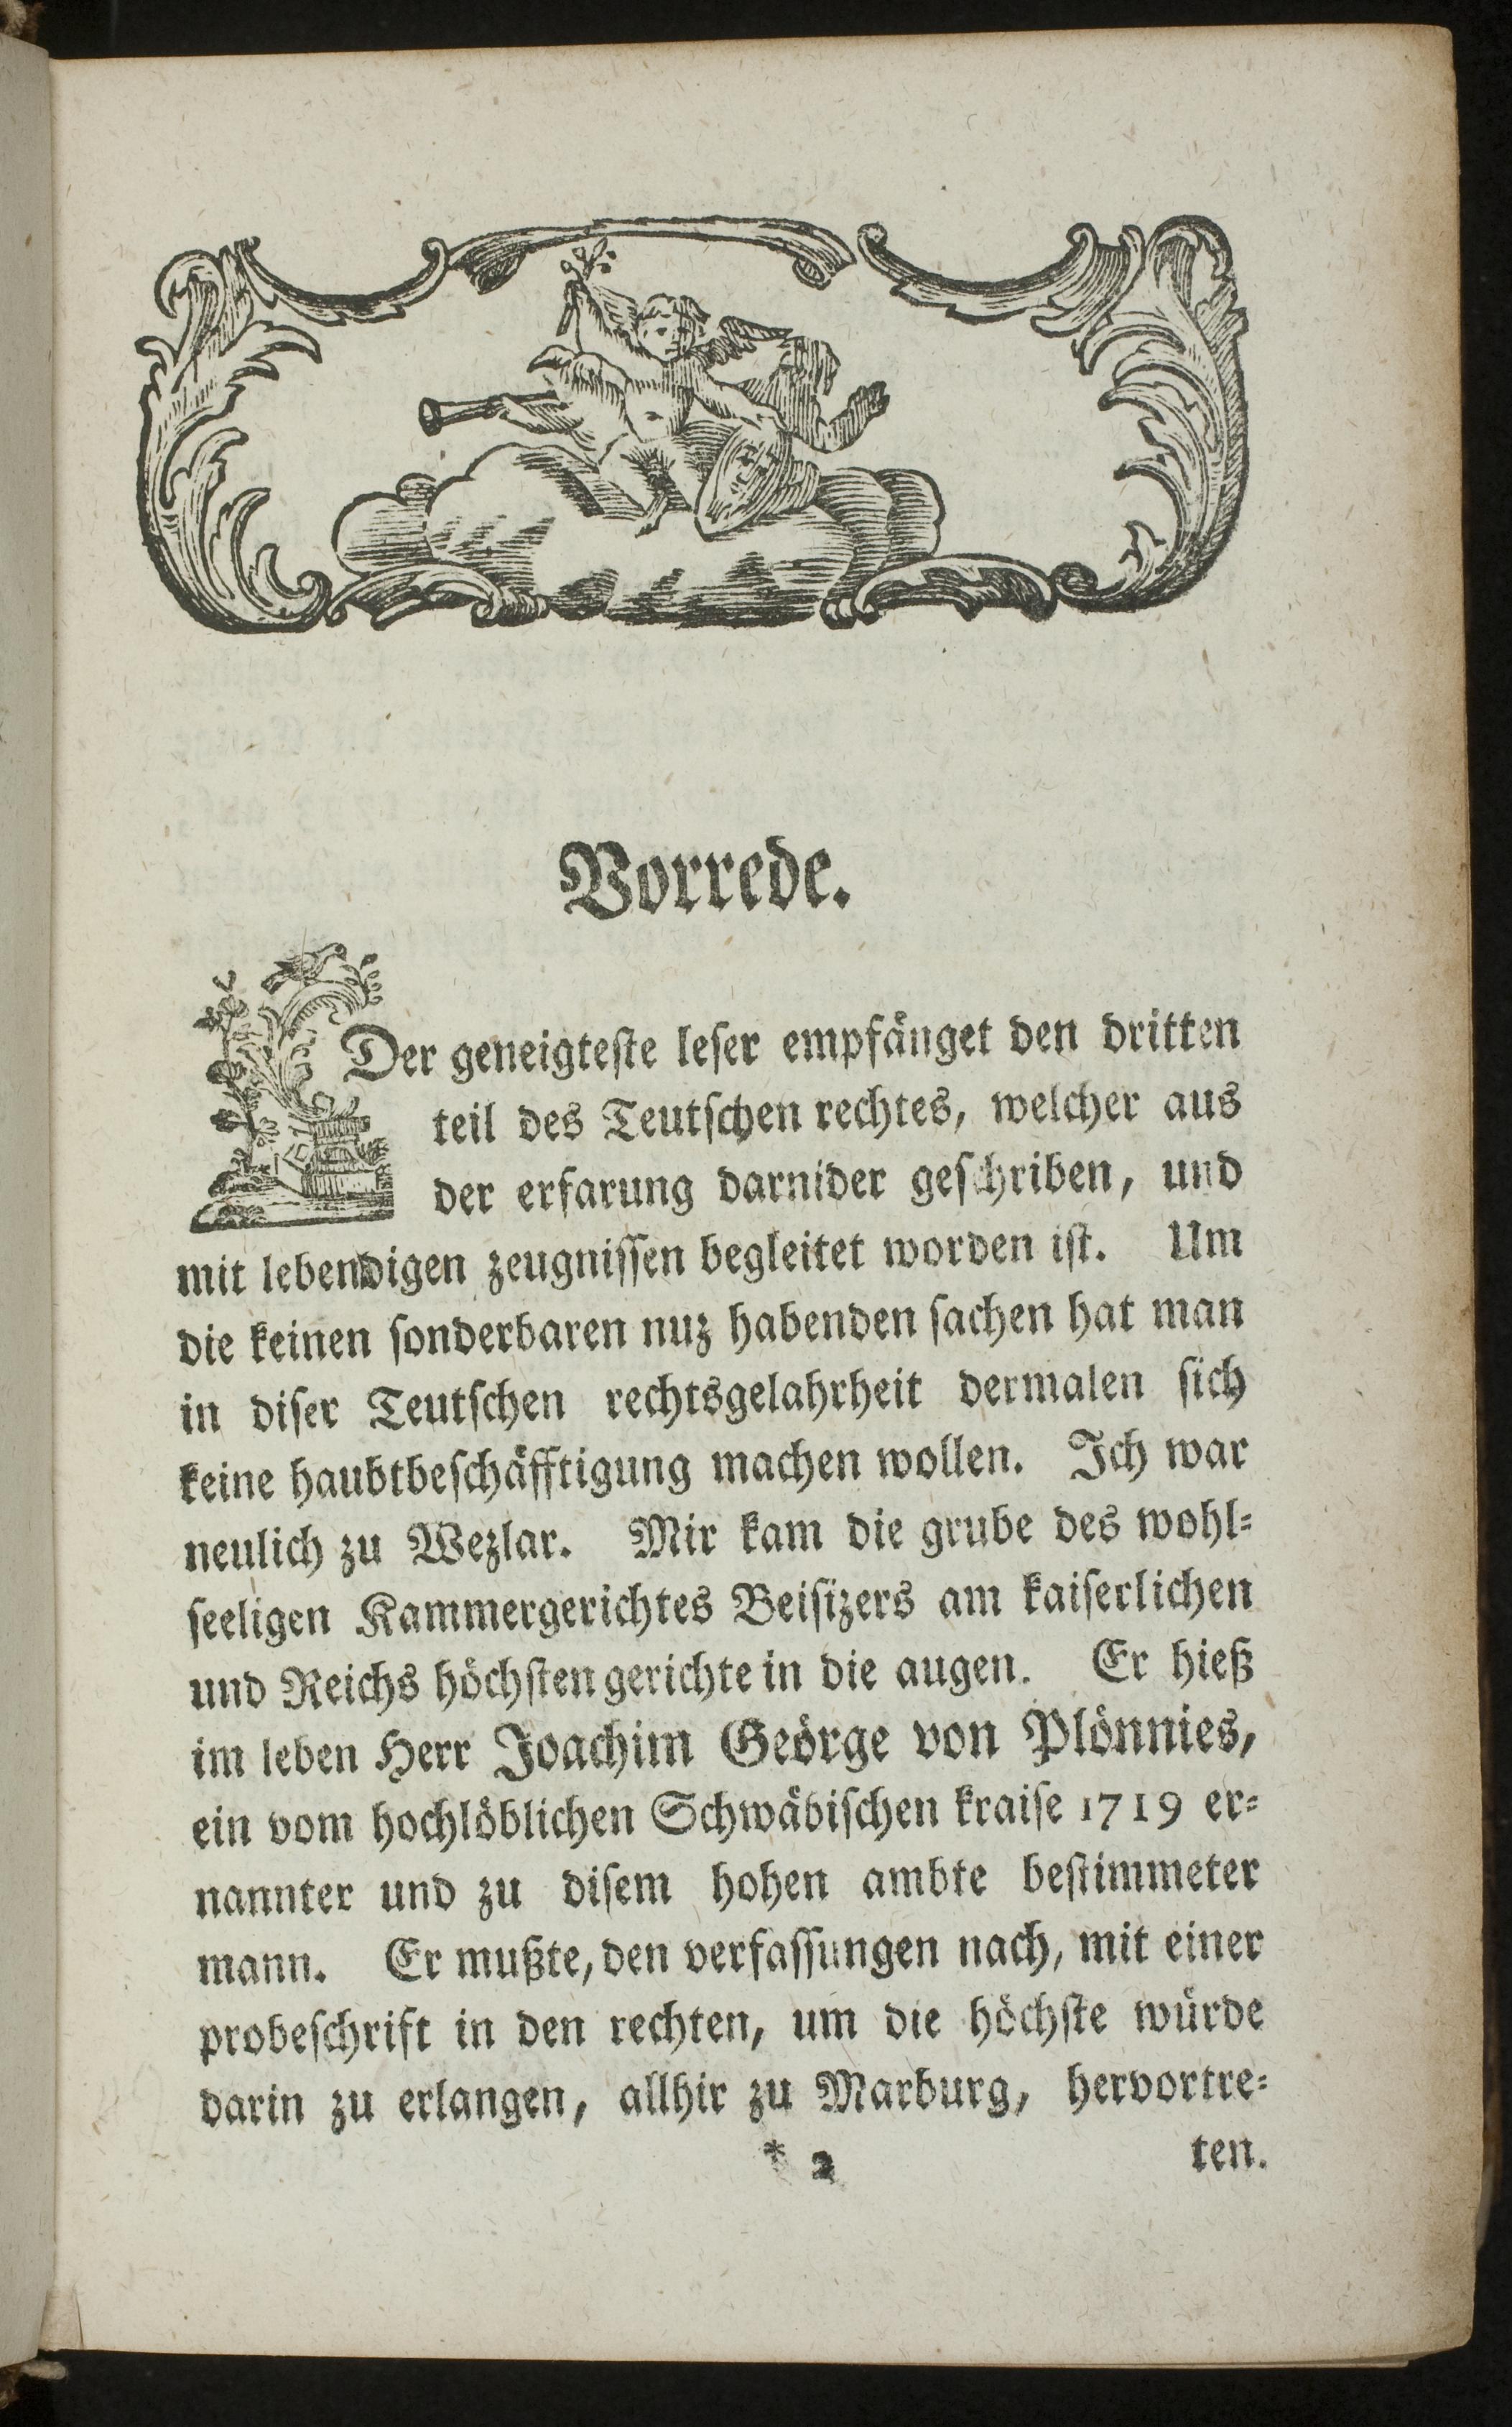 Vorrede.
Der geneigteste leser empfänget den dritten
teil des Teutschen rechtes, welcher aus
der erfarung darnider geschriben, und
mit lebendigen zeugnissen begleitet worden ist. Um
die keinen sonderbaren nuz habenden sachen hat man
in diser Teutschen rechtsgelahrheit dermalen sich
keine haubtbeschäfftigung machen wollen. Ich war
neulich zu Wezlar. Mir kam die grube des wohl=
seeligen Kammergerichtes Beisizers am kaiserlichen
und Reichs höchsten gerichte in die augen. Er hieß
im leben Herr Joachim Geörge von Plönnies,
ein vom hochlöblichen Schwäbischen kraise 1719 er=
nannter und zu disem hohen ambte bestimmeter
mann. Er mußte, den verfassungen nach, mit einer
probeschrift in den rechten, um die höchste würde
darin zu erlangen, allhir zu Marburg, hervortre=
* 2 ten.